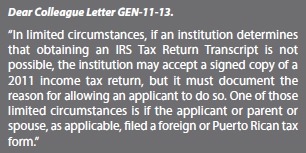 Dear Colleague Letter GEN-11-13.
“In limited circumstances, if an institution determines
that obtaining an IRS Tax Return Transcript is not
possible, the institution may accept a signed copy of a
2011 income tax return, but it must document the
reason for allowing an applicant to do so. One of those
limited circumstances is if the applicant or parent or
spouse, as applicable, filed a foreign or Puerto Rican tax
form.”